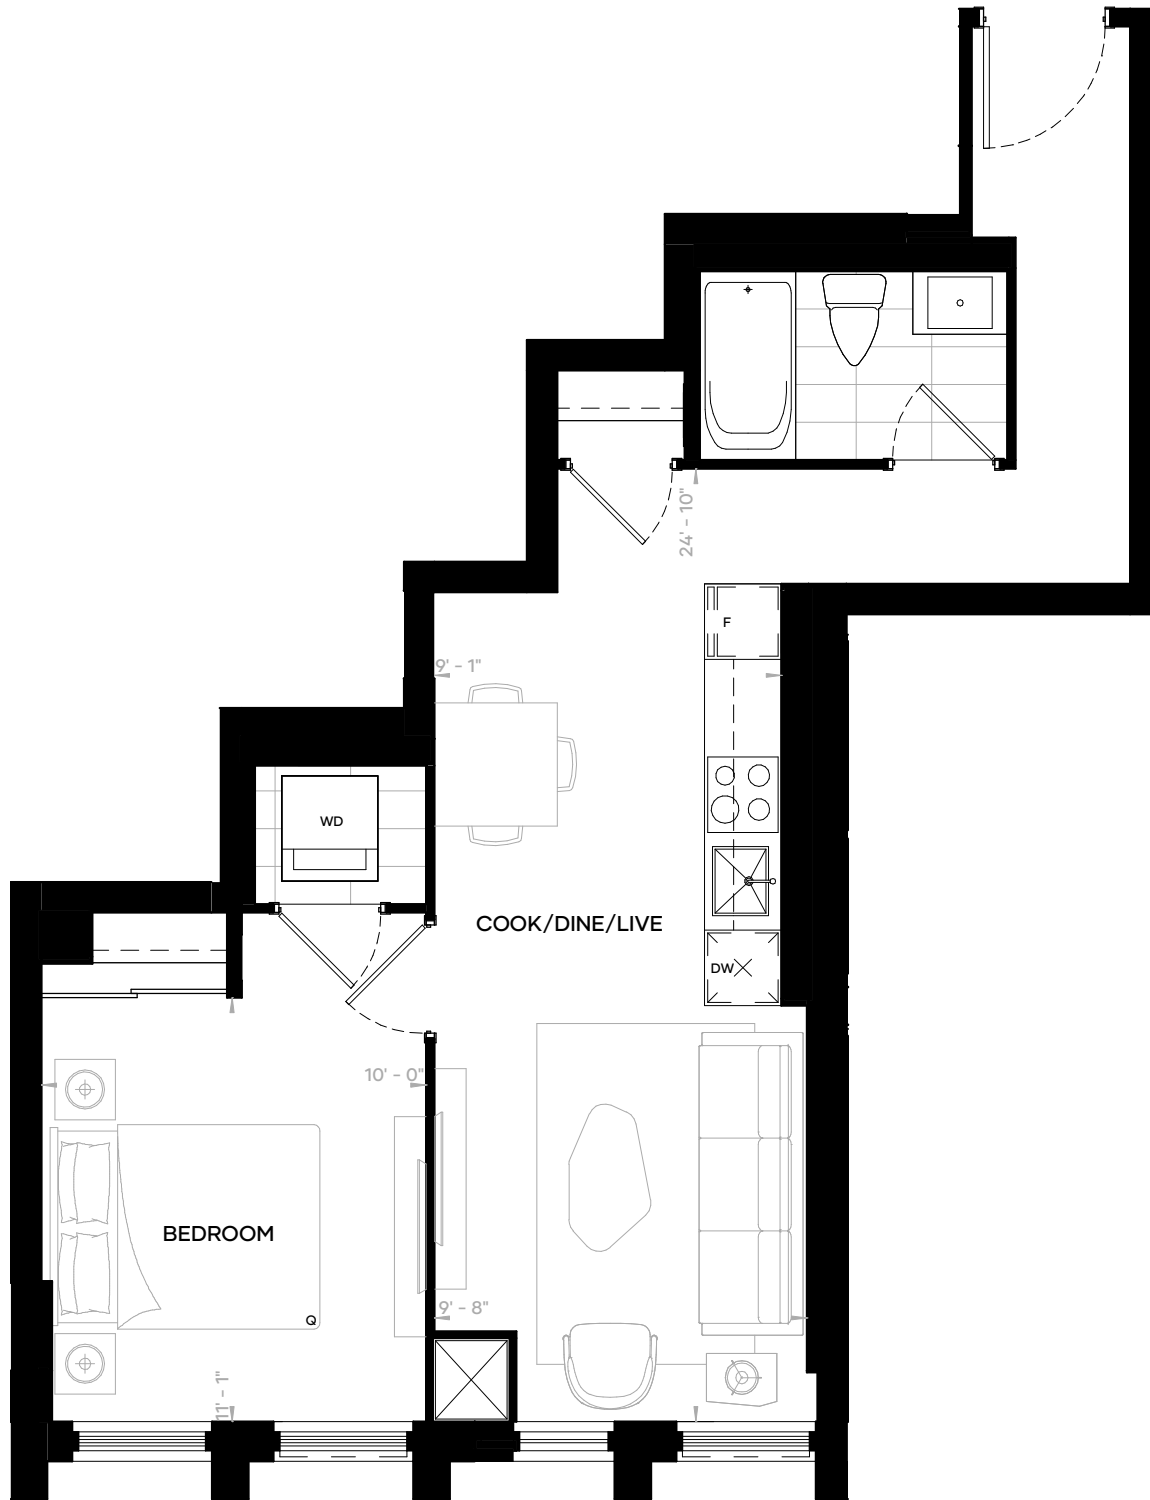 24' - 10"
F
9' - 1"
WD
COOK/DINE/LIVE
DW
10' - 0"
BEDROOM
9' - 8"
Q
11' - 1"